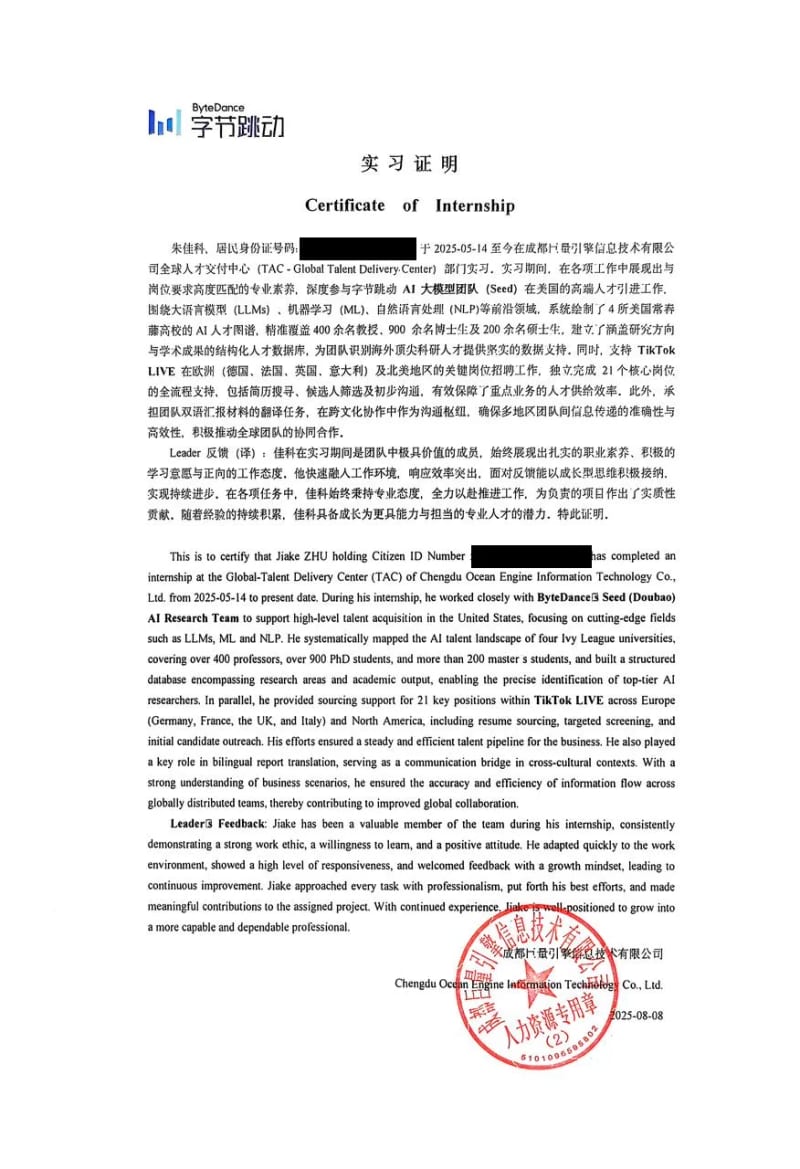 ByteDance
字节跳动
实习证明
Certificate of Internship
朱佳科，居民身份证号码: 于 2025-05-14 至今在成都巨量引擎信息技术有限公
司全球人才交付中心（TAC - Global Talent Delivery Center）部门实习。实习期间，在各项工作中展现出与
岗位要求高度匹配的专业素养，深度参与字节跳动 AI 大模型团队（Seed）在美国的高端人才引进工作，
围绕大语言模型（LLMs）、机器学习（ML）、自然语言处理（NLP)等前沿领域，系统绘制了 4 所美国常春
藤高校的 AI 人才图谱，精准覆盖 400 余名教授、900 余名博士生及 200 余名硕士生，建立了涵盖研究方向
与学术成果的结构化人才数据库，为团队识别海外顶尖科研人才提供坚实的数据支持。同时，支持 TikTok
LIVE 在欧洲（德国、法国、英国、意大利）及北美地区的关键岗位招聘工作，独立完成 21 个核心岗位
的全流程支持，包括简历搜寻、候选人筛选及初步沟通，有效保障了重点业务的人才供给效率。此外，承
担团队双语汇报材料的翻译任务，在跨文化协作中作为沟通枢纽，确保多地区团队间信息传递的准确性与
高效性，积极推动全球团队的协同合作。
Leader 反馈（译）：佳科在实习期间是团队中极具价值的成员，始终展现出扎实的职业素养、积极的
学习意愿与正向的工作态度。他快速融入工作环境，响应效率突出，面对反馈能以成长型思维积极接纳，
实现持续进步。在各项任务中，佳科始终秉持专业态度，全力以赴推进工作，为负责的项目作出了实质性
贡献。随着经验的持续积累，佳科具备成长为更具能力与担当的专业人才的潜力。特此证明。
This is to certify that Jiake ZHU holding Citizen ID Number has completed an
internship at the Global-Talent Delivery Center (TAC) of Chengdu Ocean Engine Information Technology Co.,
Ltd. from 2025-05-14 to present date. During his internship, he worked closely with ByteDance Seed (Doubao)
AI Research Team to support high-level talent acquisition in the United States, focusing on cutting-edge fields
such as LLMs, ML and NLP. He systematically mapped the AI talent landscape of four Ivy League universities,
covering over 400 professors, over 900 PhD students, and more than 200 master s students, and built a structured
database encompassing research areas and academic output, enabling the precise identification of top-tier AI
researchers. In parallel, he provided sourcing support for 21 key positions within TikTok LIVE across Europe
(Germany, France, the UK, and Italy) and North America, including resume sourcing, targeted screening, and
initial candidate outreach. His efforts ensured a steady and efficient talent pipeline for the business. He also played
a key role in bilingual report translation, serving as a communication bridge in cross-cultural contexts. With a
strong understanding of business scenarios, he ensured the accuracy and efficiency of information flow across
globally distributed teams, thereby contributing to improved global collaboration.
Leader Feedback: Jiake has been a valuable member of the team during his internship, consistently
demonstrating a strong work ethic, a willingness to learn, and a positive attitude. He adapted quickly to the work
environment, showed a high level of responsiveness, and welcomed feedback with a growth mindset, leading to
continuous improvement. Jiake approached every task with professionalism, put forth his best efforts, and made
meaningful contributions to the assigned project. With continued experience, Jiake is well-positioned to grow into
a more capable and dependable professional.
成都巨量引擎信息技术有限公司
Chengdu Ocean Engine Information Technology Co., Ltd.
2025-08-08
成都巨量引擎信息技术有限公司
人力资源专用章
(2)
5101096595802